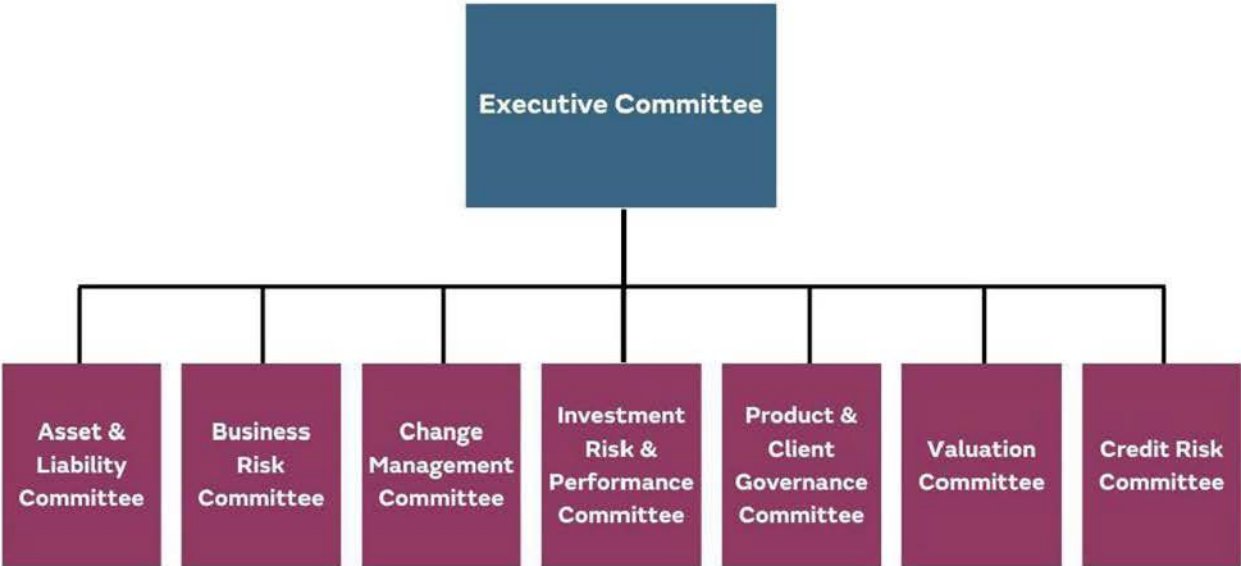 Executive Committee
Asset &
Liability
Committee
Business
Risk
Committee
Change
Management
Committee
Investment
Risk &
Performance
Committee
Product &
Client
Governance
Committee
Valuation
Committee
Credit Risk
Committee